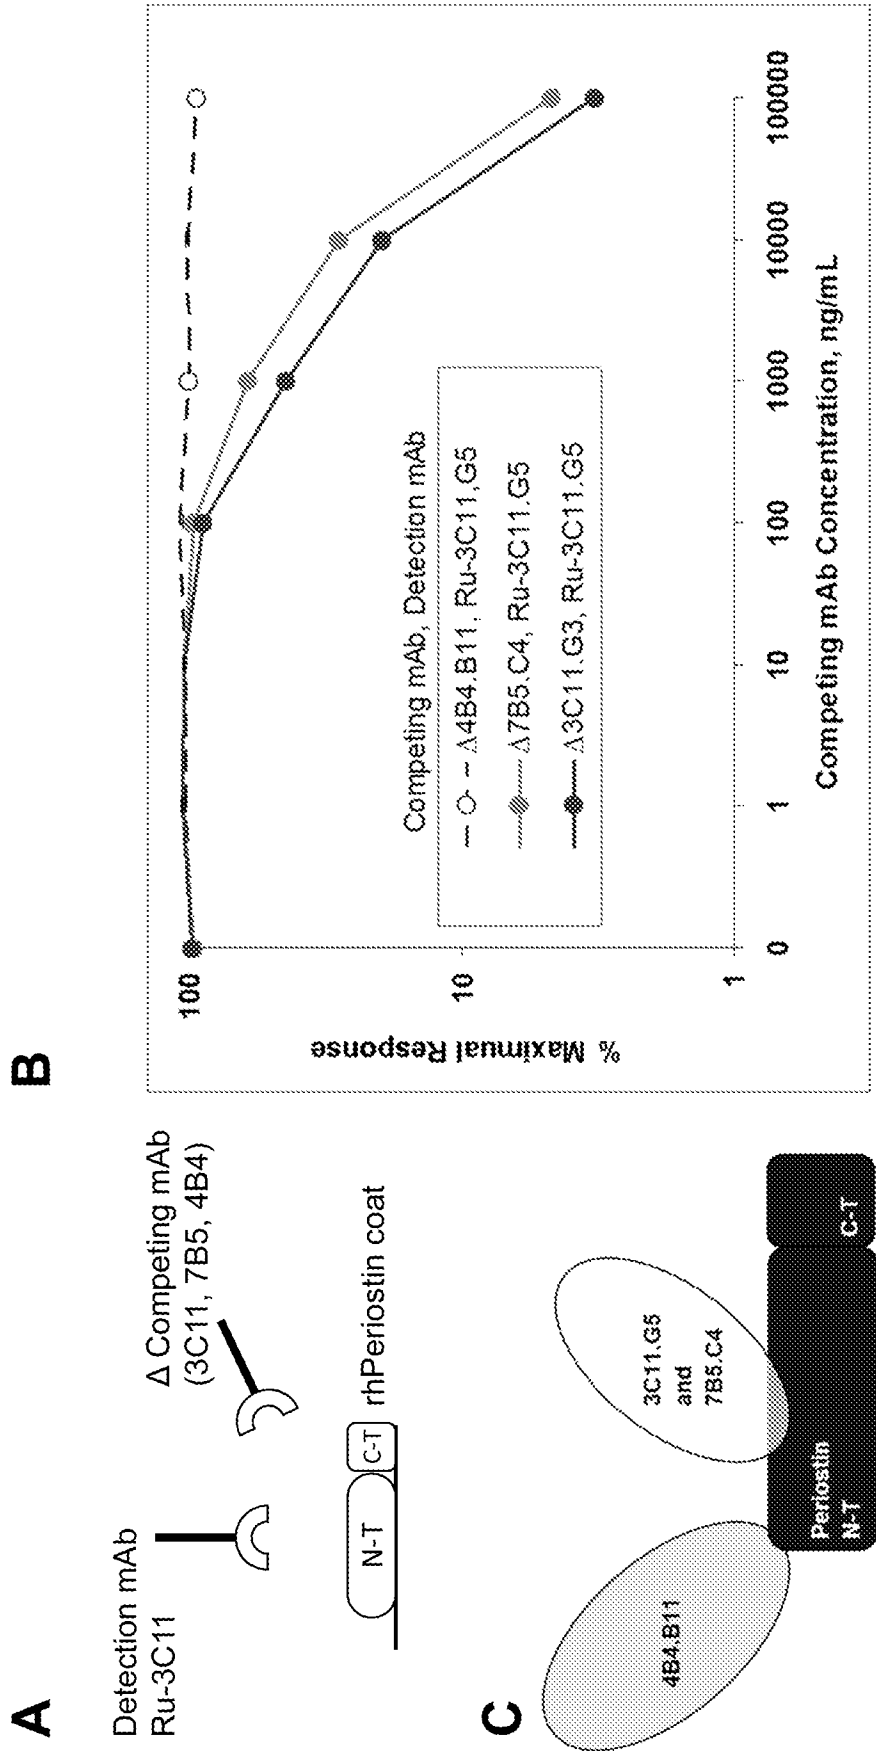 A
Detection mAb
Ru-3C11
Δ Competing mAb
(3C11, 7B5, 4B4)
N-T
C-T
rhPeriostin coat
B
% Maximual Response
100
10
1
Competing mAb, Detection mAb
Δ4B4.B11, Ru-3C11,G5
Δ7B5.C4, Ru-3C11.G5
Δ3C11.G3, Ru-3C11.G5
0
1
10
100
1000
10000
100000
Competing mAb Concentration, ng/mL
C
4B4.B11
3C11.G5
and
7B5.C4
Periostin
N-T
C-T